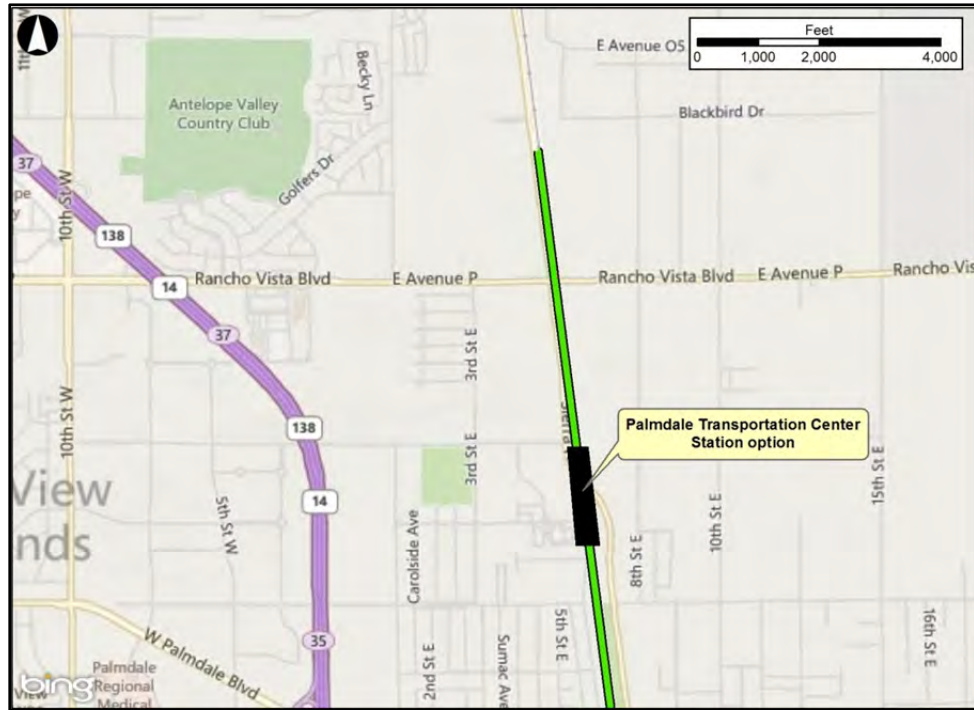 Feet
0 1,000 2,000 4,000
E Avenue O5
Becky Ln
Antelope Valley
Country Club
Blackbird Dr
Golfers Dr
37
10th St W
138
Rancho Vista Blvd
E Avenue P
Rancho Vista Blvd
E Avenue P
Rancho Vis
14
37
3rd St E
10th St W
138
Palmdale Transportation Center
Station option
3rd St E
15th St E
View
nds
14
5th St W
10th St E
Carolside Ave
8th St E
5th St E
16th St E
W Palmdale Blvd
35
2nd St E
Sumac Ave
Palmdale
Regional
Medical
View
bing